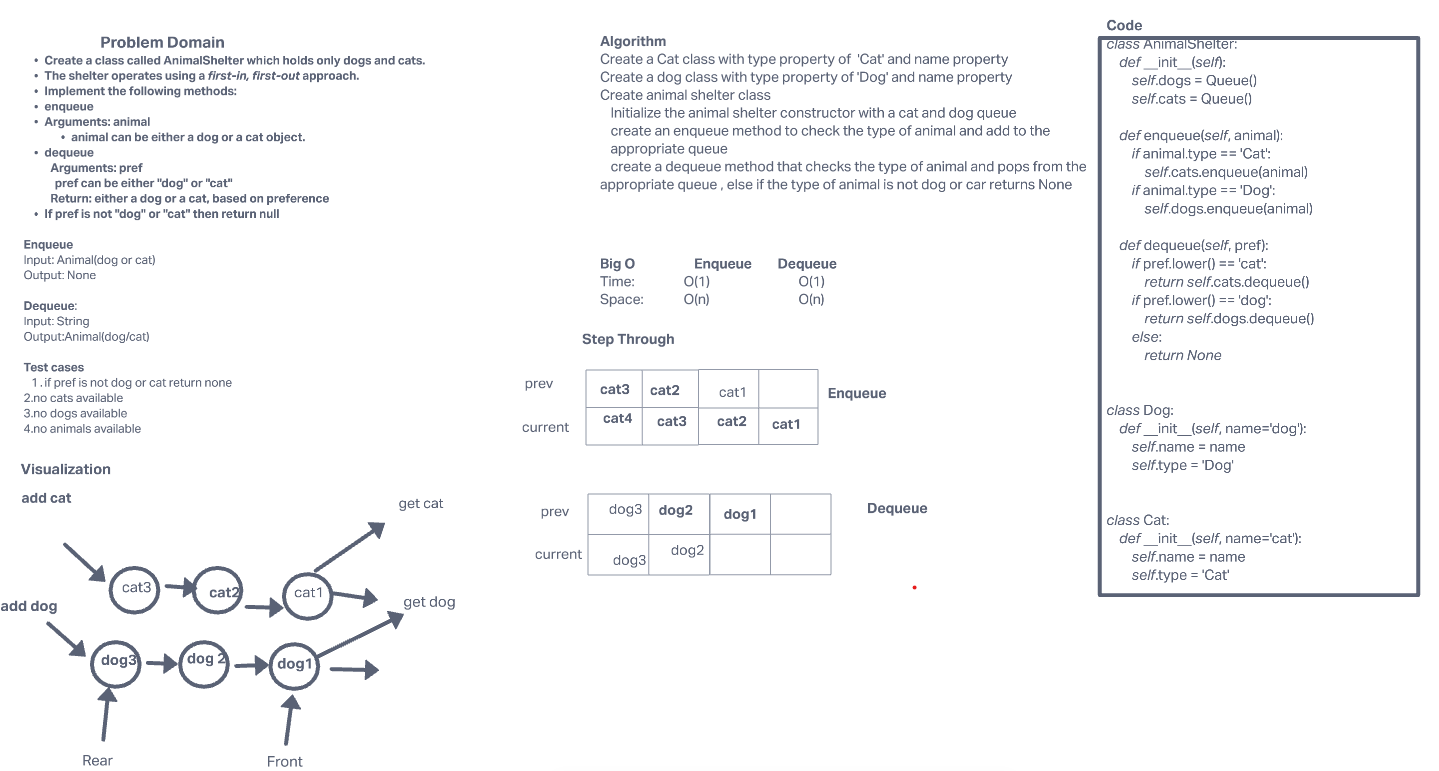 Problem Domain
• Create a class called AnimalShelter which holds only dogs and cats.
• The shelter operates using a first-in, first-out approach.
• Implement the following methods:
• enqueue
• Arguments: animal
• animal can be either a dog or a cat object.
• dequeue
Arguments: pref
pref can be either "dog" or "cat"
Return: either a dog or a cat, based on preference
• If pref is not "dog" or "cat" then return null
Enqueue
Input: Animal(dog or cat)
Output: None
Dequeue:
Input: String
Output:Animal(dog/cat)
Test cases
1. if pref is not dog or cat return none
2.no cats available
3.no dogs available
4.no animals available
Visualization
add cat
get cat
cat3
cat2
cat1
add dog
get dog
dog3
dog 2
dog1
Rear
Front
Algorithm
Create a Cat class with type property of 'Cat' and name property
Create a dog class with type property of 'Dog' and name property
Create animal shelter class
Initialize the animal shelter constructor with a cat and dog queue
create an enqueue method to check the type of animal and add to the
appropriate queue
create a dequeue method that checks the type of animal and pops from the
appropriate queue , else if the type of animal is not dog or car returns None
Big O Enqueue Dequeue
Time: O(1) O(1)
Space: O(n) O(n)
Step Through
prev cat3 cat2 cat1
Enqueue
current cat4 cat3 cat2 cat1
prev dog3 dog2 dog1
Dequeue
current dog3 dog2
Code
class AnimalShelter:
def __init__(self):
self.dogs = Queue()
self.cats = Queue()
def enqueue(self, animal):
if animal.type == 'Cat':
self.cats.enqueue(animal)
if animal.type == 'Dog':
self.dogs.enqueue(animal)
def dequeue(self, pref):
if pref.lower() == 'cat':
return self.cats.dequeue()
if pref.lower() == 'dog':
return self.dogs.dequeue()
else:
return None
class Dog:
def __init__(self, name='dog'):
self.name = name
self.type = 'Dog'
class Cat:
def __init__(self, name='cat'):
self.name = name
self.type = 'Cat'